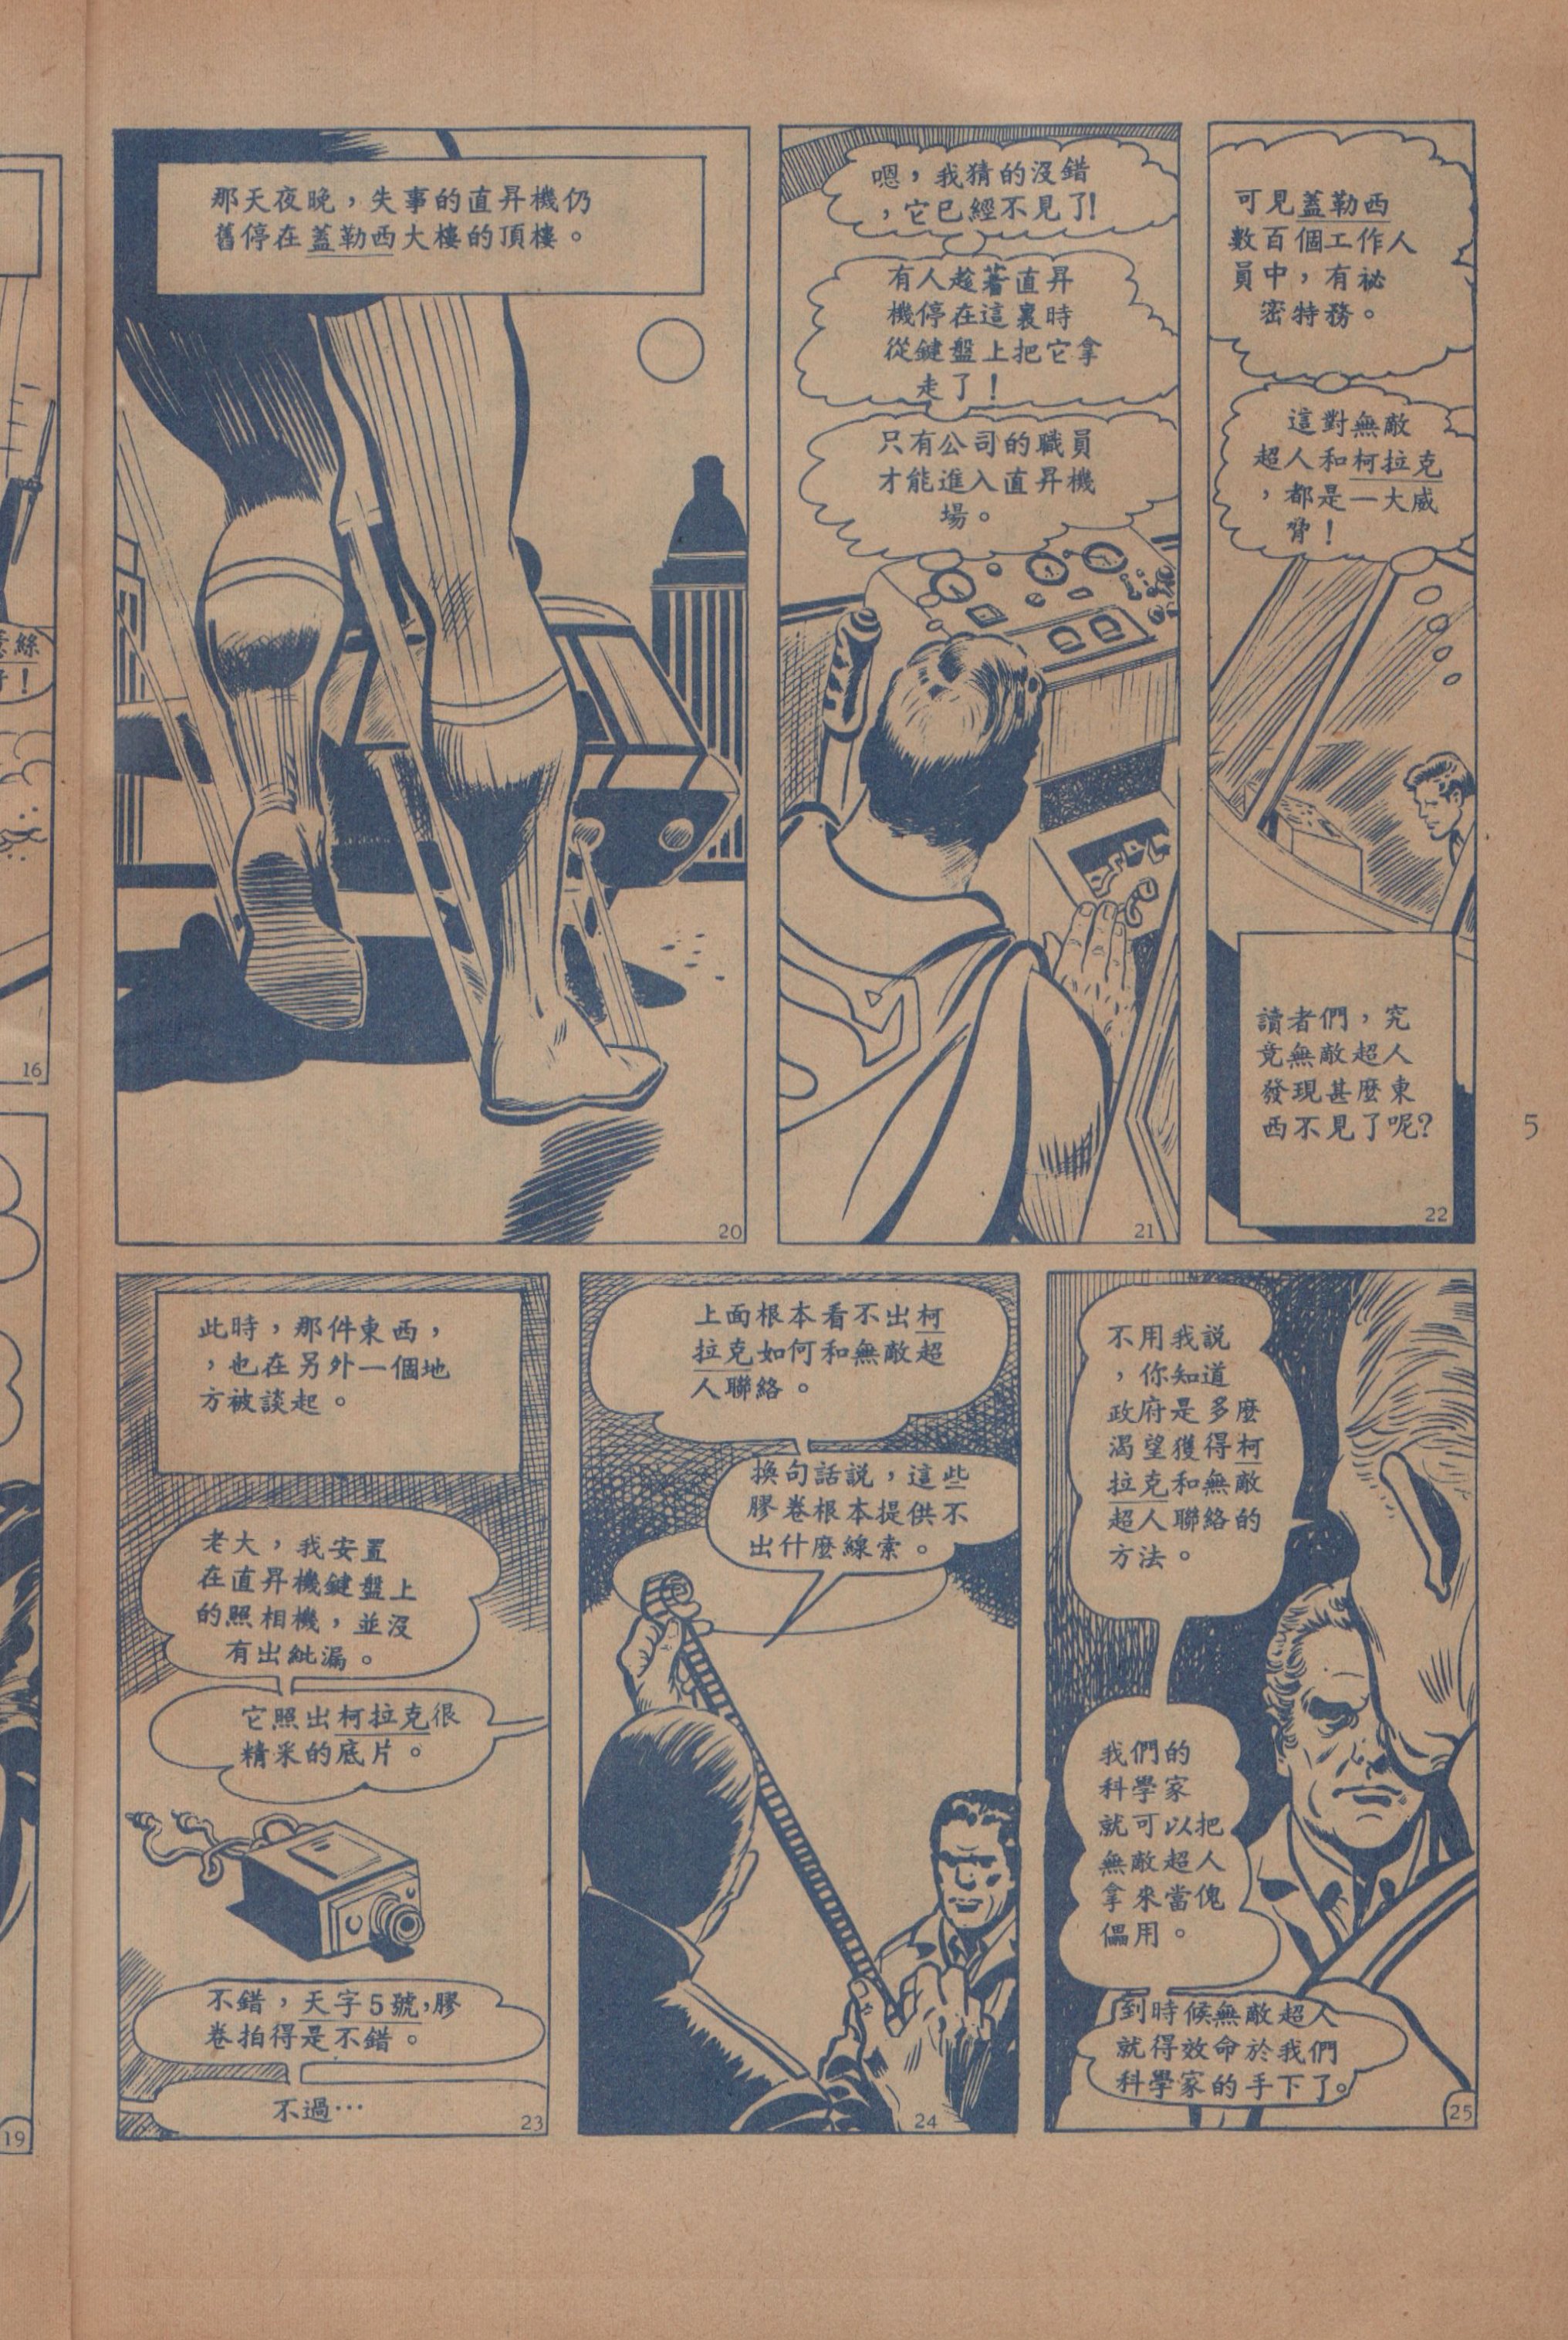 那天夜晚，失事的直昇機仍
舊停在蓋勒西大樓的頂樓。
20
嗯，我猜的沒錯
，它已經不見了!
有人趁著直昇
機停在這裏時
從鍵盤上把它拿
走了！
只有公司的職員
才能進入直昇機
場。
21
可見蓋勒西
數百個工作人
員中，有祕
密特務。
這對無敵
超人和柯拉克
，都是一大威
脅！
讀者們，究
竟無敵超人
發現甚麼東
西不見了呢?
22
此時，那件東西，
，也在另外一個地
方被談起。
老大，我安置
在直昇機鍵盤上
的照相機，並沒
有出紕漏。
它照出柯拉克很
精采的底片。
不錯，天字5號，膠
卷拍得是不錯。
不過…
23
上面根本看不出柯
拉克如何和無敵超
人聯絡。
換句話説，這些
膠卷根本提供不
出什麼線索。
24
不用我説
，你知道
政府是多麼
渴望獲得柯
拉克和無敵
超人聯絡的
方法。
我們的
科學家
就可以把
無敵超人
拿來當傀
儡用。
到時候無敵超人
就得效命於我們
科學家的手下了。
25
5
絲
！
16
19